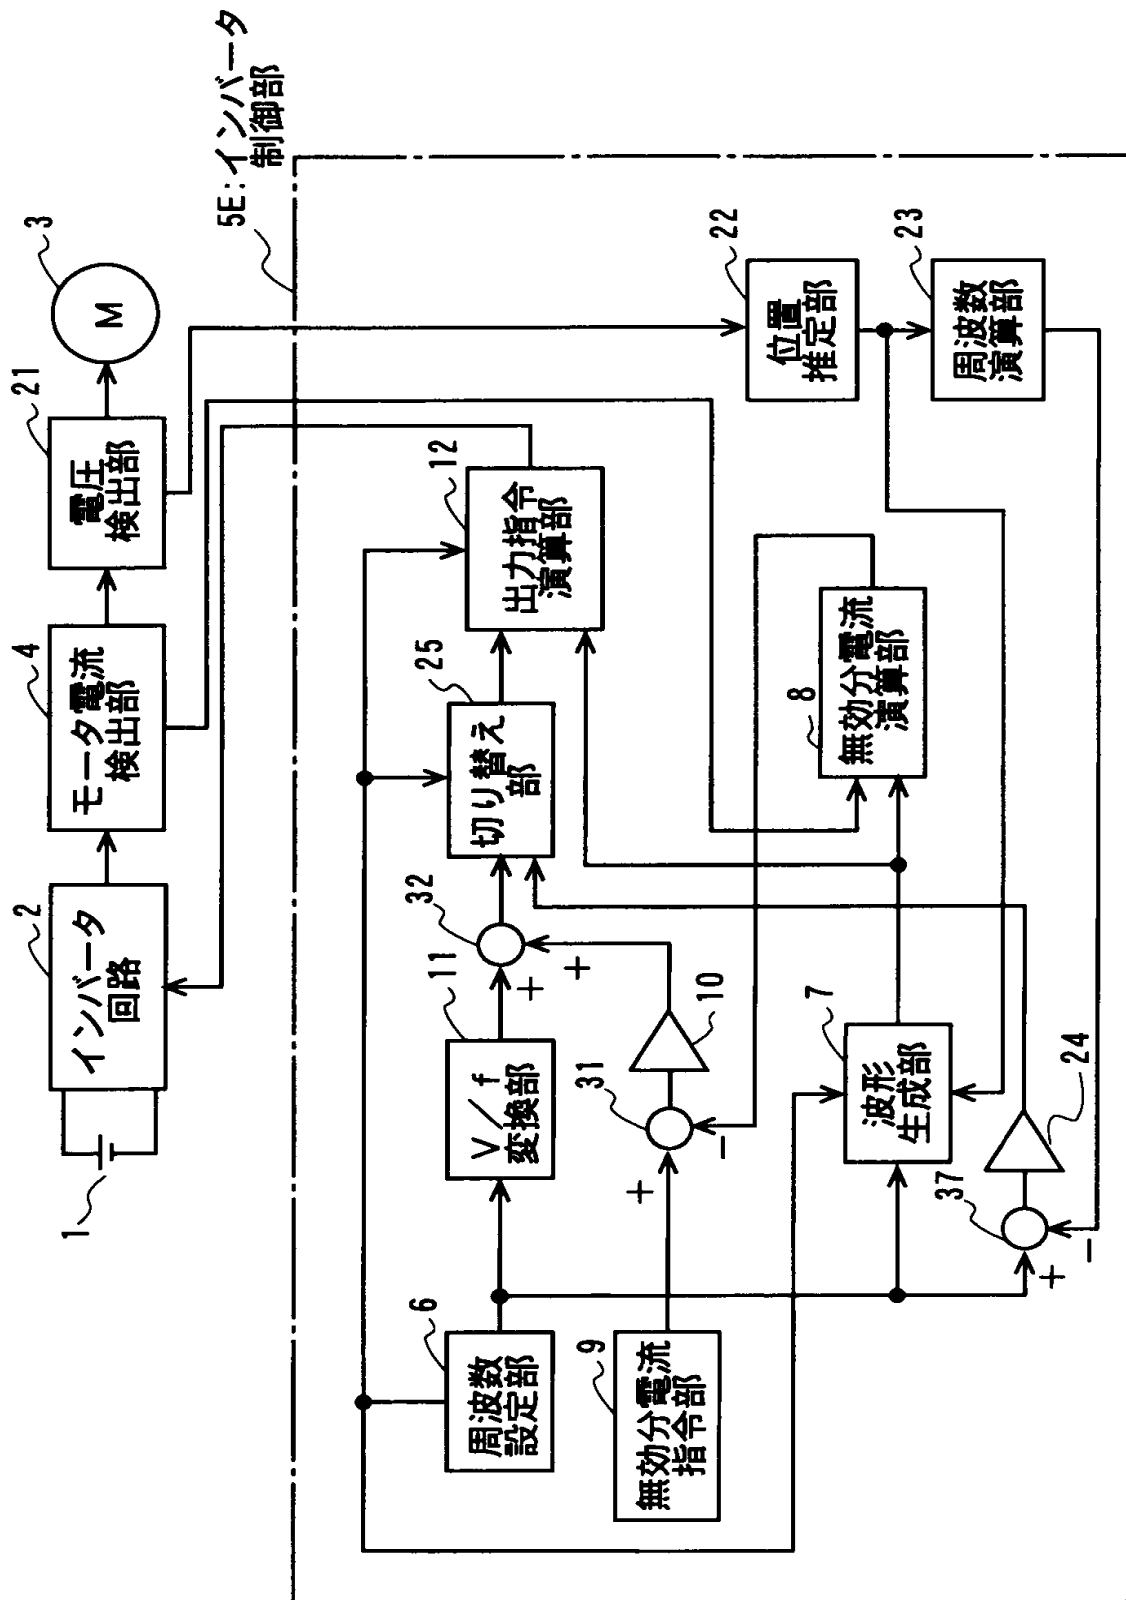 5E:インバータ
制御部
1
2
インバータ
回路
4
モータ電流
検出部
21
電圧
検出部
3
M
6
周波数
設定部
11
V/f
変換部
32
+
+
25
切り替え
部
12
出力指令
演算部
9
無効分電流
指令部
31
+
−
10
8
無効分電流
演算部
22
位置
推定部
7
波形
生成部
23
周波数
演算部
37
+
−
24